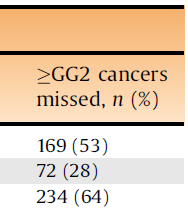 ≥GG2 cancers
missed, n (%)
169 (53)
72 (28)
234 (64)